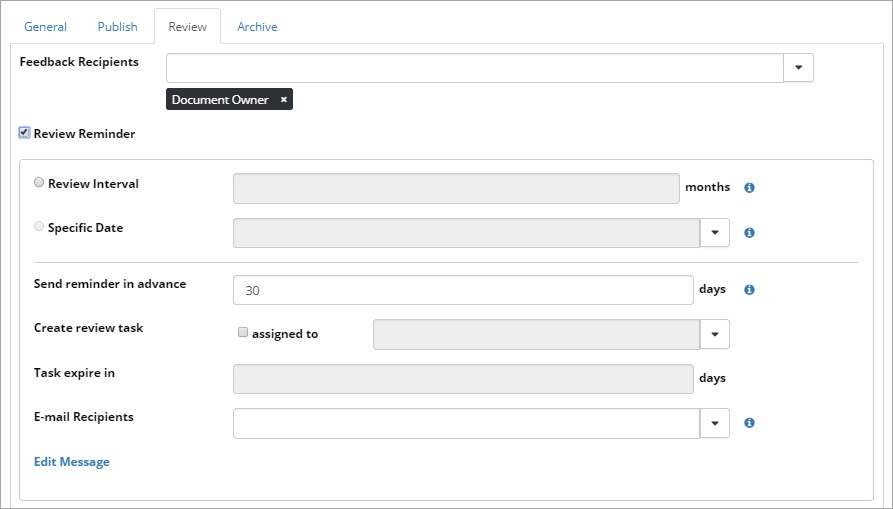 General Publish Review Archive
Feedback Recipients
Document Owner ×
Review Reminder
Review Interval months
Specific Date
Send reminder in advance 30 days
Create review task assigned to
Task expire in days
E-mail Recipients
Edit Message